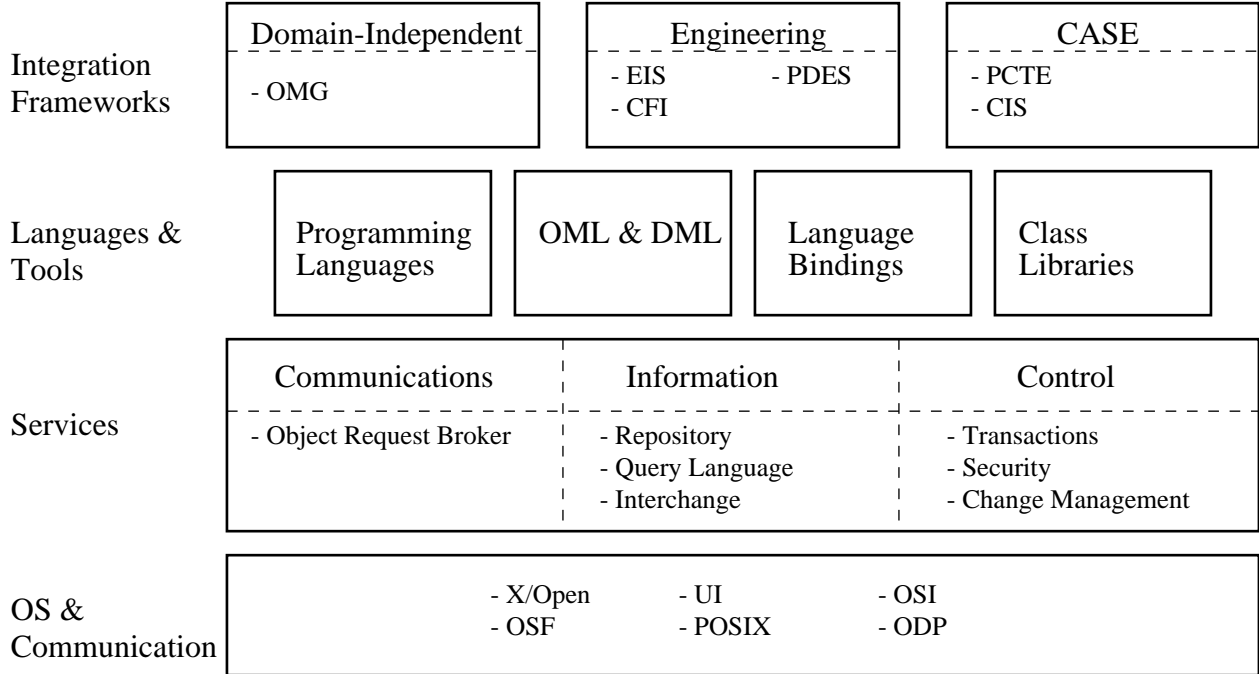 Integration
Frameworks
Domain-Independent
- OMG
Engineering
- EIS - PDES
- CFI
CASE
- PCTE
- CIS
Languages &
Tools
Programming
Languages
OML & DML
Language
Bindings
Class
Libraries
Services
Communications
- Object Request Broker
Information
- Repository
- Query Language
- Interchange
Control
- Transactions
- Security
- Change Management
OS &
Communication
- X/Open - UI - OSI
- OSF - POSIX - ODP